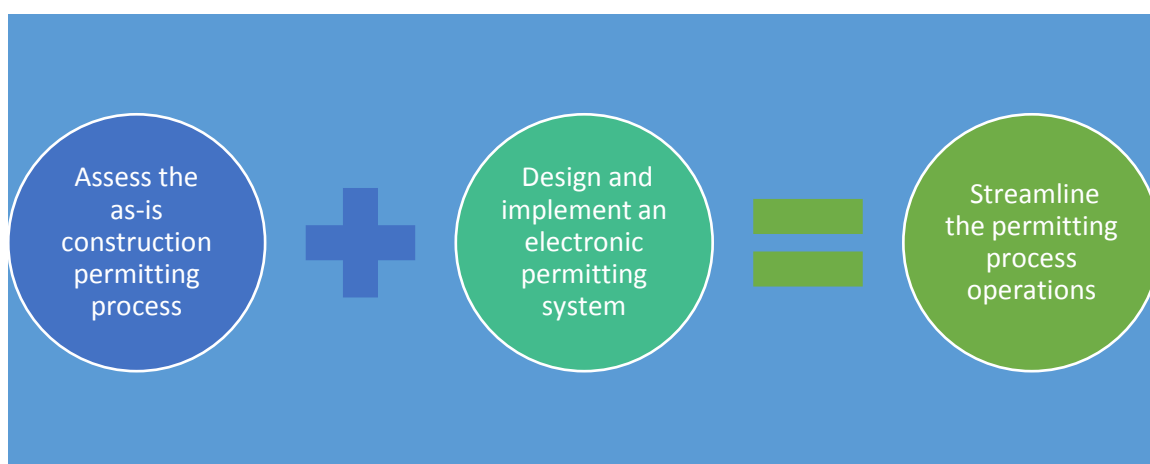 Assess the
as-is
construction
permitting
process
Design and
implement an
electronic
permitting
system
Streamline
the permitting
process
operations